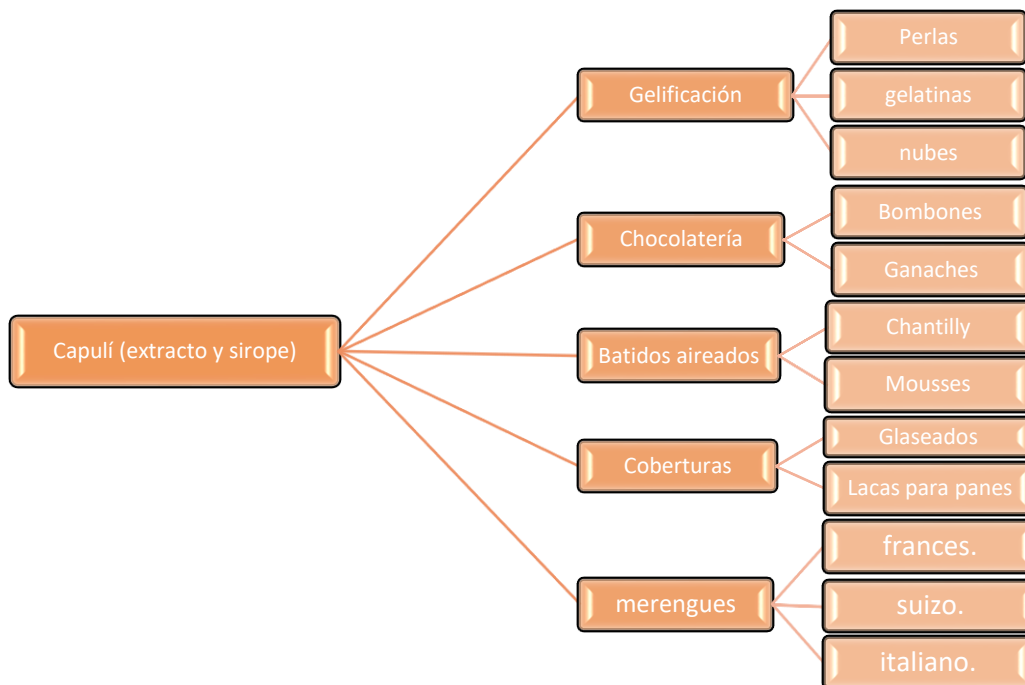 Capulí (extracto y sirope)
Gelificación
Perlas
gelatinas
nubes
Chocolatería
Bombones
Ganaches
Batidos aireados
Chantilly
Mousses
Coberturas
Glaseados
Lacas para panes
merengues
frances.
suizo.
italiano.